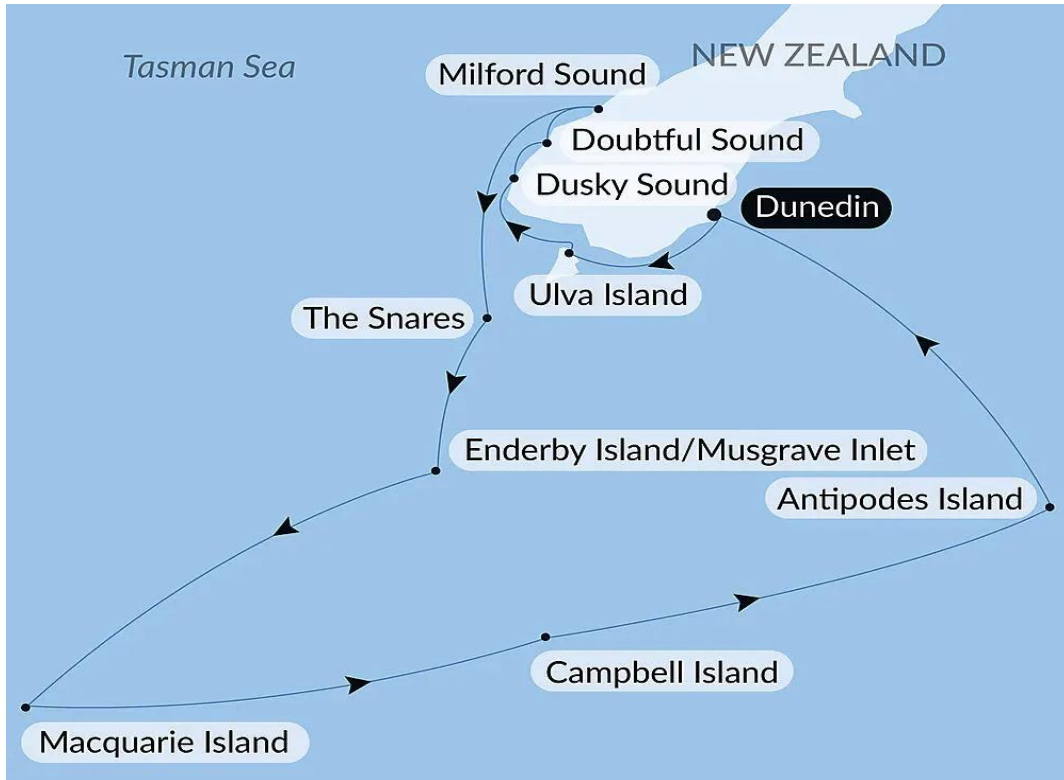 Tasman Sea
NEW ZEALAND
Milford Sound
Doubtful Sound
Dusky Sound
Dunedin
Ulva Island
The Snares
Enderby Island/Musgrave Inlet
Antipodes Island
Campbell Island
Macquarie Island